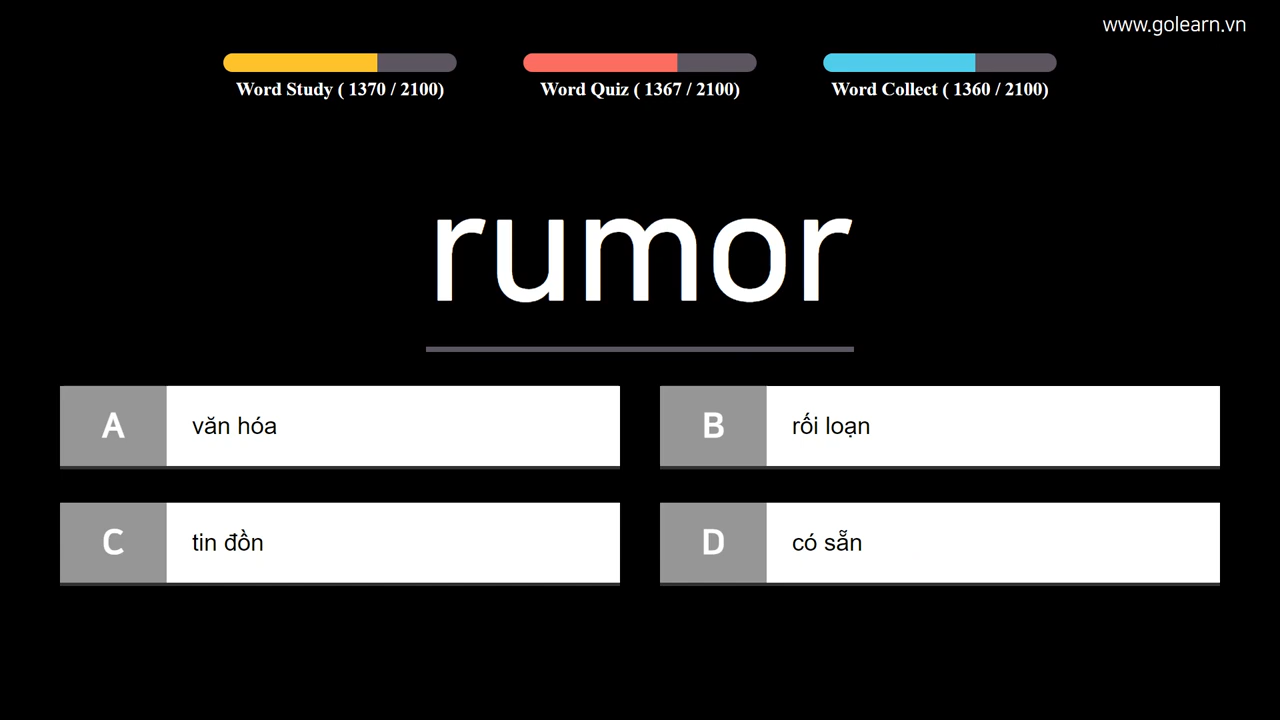 www.golearn.vn
Word Study ( 1370 / 2100)
Word Quiz ( 1367 / 2100)
Word Collect ( 1360 / 2100)
rumor
A văn hóa
B rối loạn
C tin đồn
D có sẵn